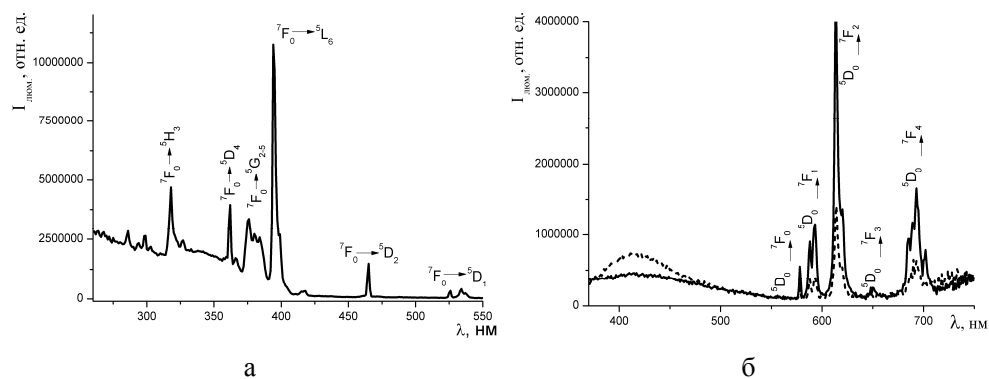 I люм., отн. ед.
10000000
7500000
5000000
2500000
0
⁷F₀→⁵H₃
⁷F₀→⁵D₄
⁷F₀→⁵G₂₋₅
⁷F₀→⁵L₆
⁷F₀→⁵D₂
⁷F₀→⁵D₁
300 350 400 450 500 550
λ, нм
а
I люм., отн. ед.
4000000
3000000
2000000
1000000
0
⁵D₀→⁷F₀
⁵D₀→⁷F₁
⁵D₀→⁷F₂
⁵D₀→⁷F₃
⁵D₀→⁷F₄
400 500 600 700
λ, нм
б